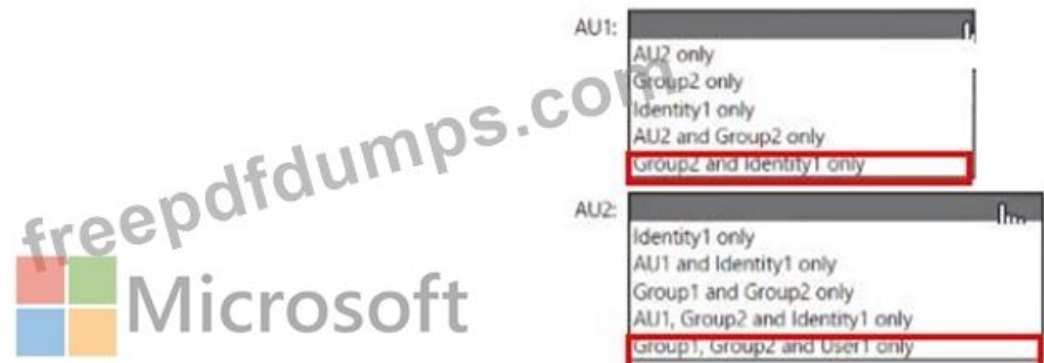 AU1:
AU2 only
Group2 only
Identity1 only
AU2 and Group2 only
Group2 and Identity1 only
freepdfdumps.com
Microsoft
AU2:
Identity1 only
AU1 and Identity1 only
Group1 and Group2 only
AU1, Group2 and Identity1 only
Group1, Group2 and User1 only